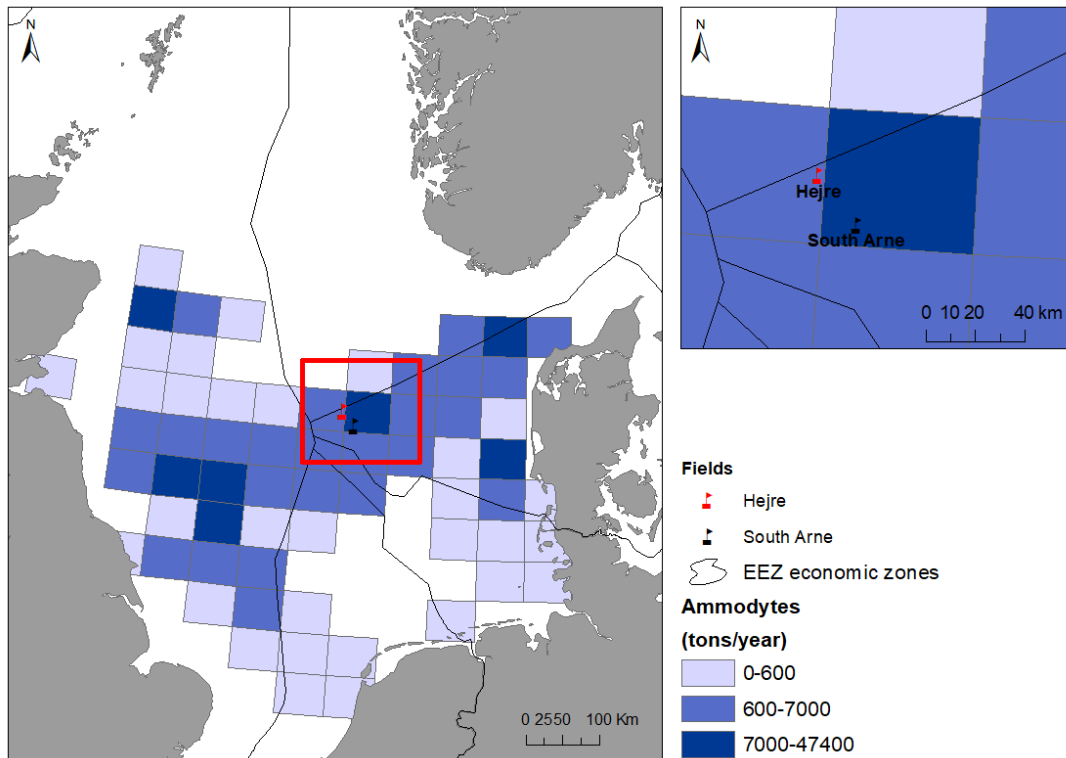 N
0 2550 100 Km
N
Hejre
South Arne
0 10 20 40 km
Fields
Hejre
South Arne
EEZ economic zones
Ammodytes
(tons/year)
0-600
600-7000
7000-47400